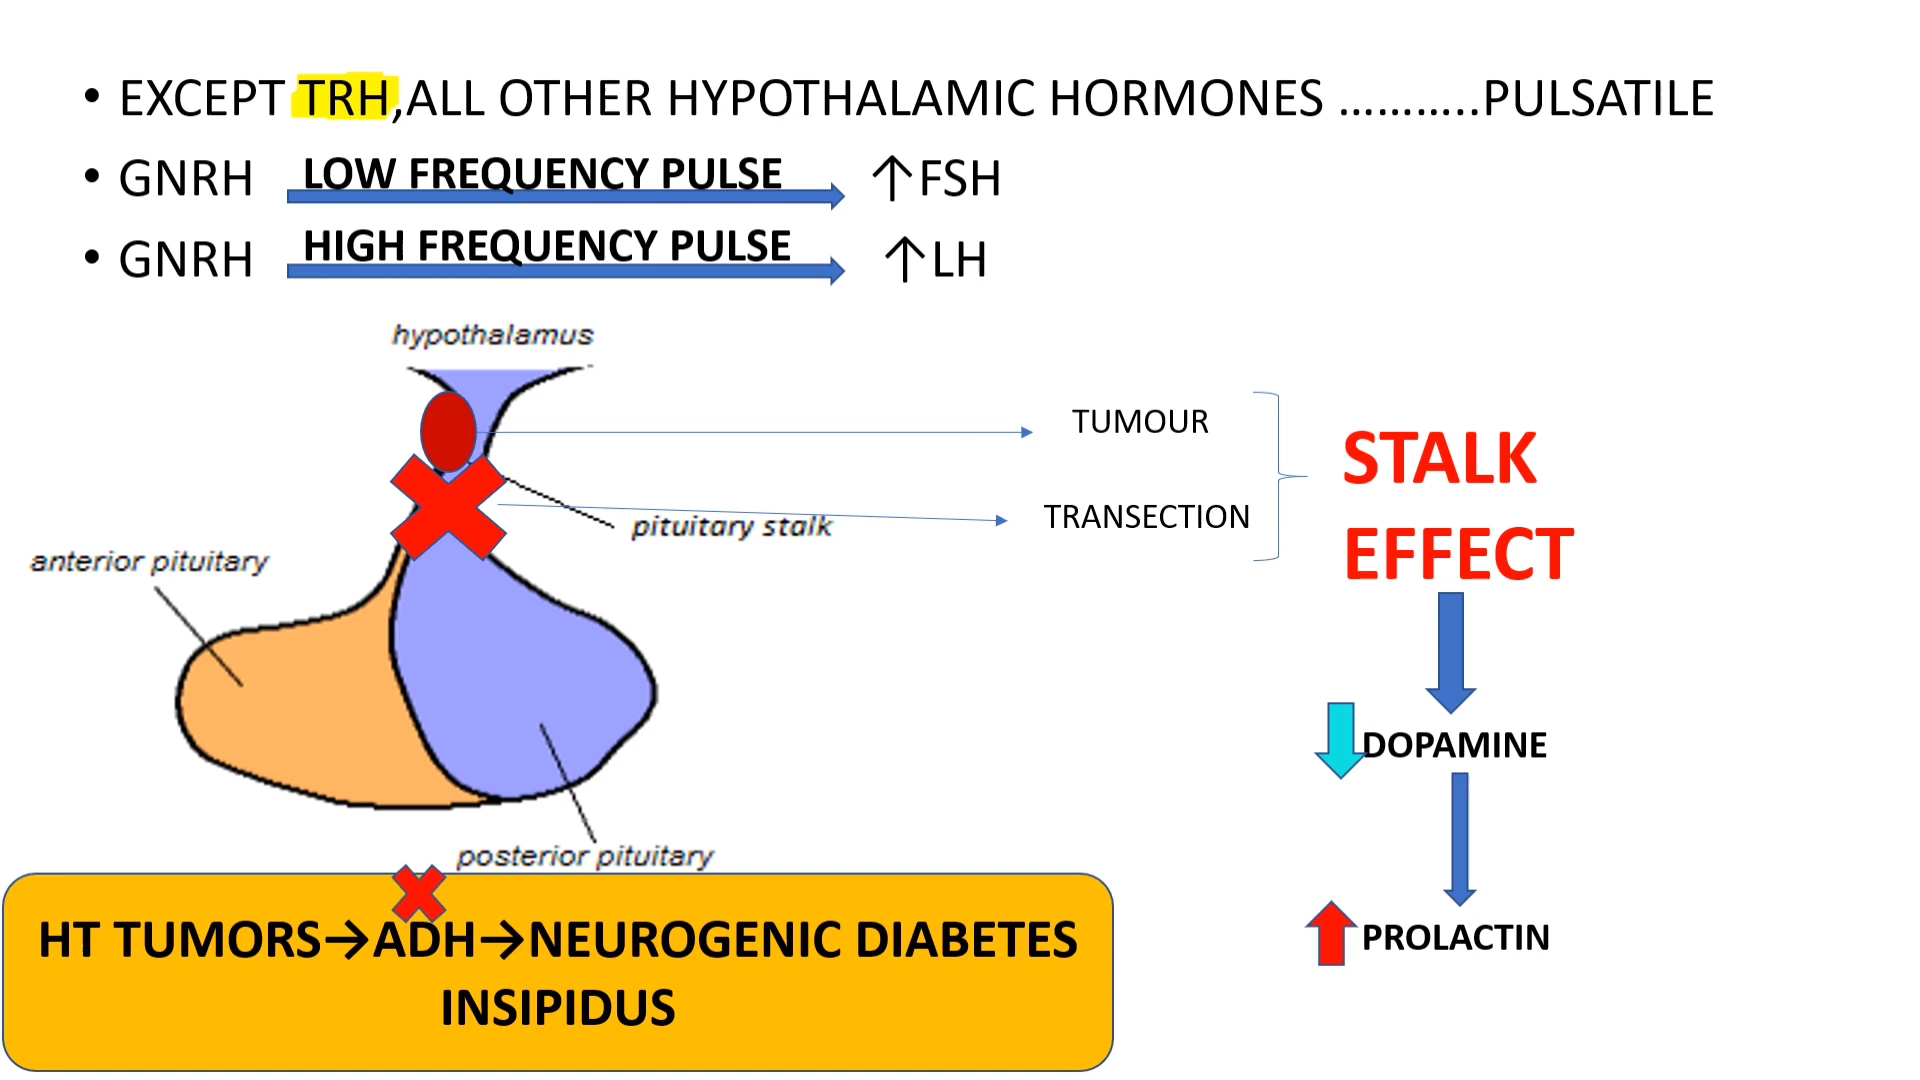 • EXCEPT TRH,ALL OTHER HYPOTHALAMIC HORMONES ………..PULSATILE
• GNRH LOW FREQUENCY PULSE ↑FSH
• GNRH HIGH FREQUENCY PULSE ↑LH
hypothalamus
TUMOUR
STALK
EFFECT
TRANSECTION
pituitary stalk
anterior pituitary
DOPAMINE
posterior pituitary
PROLACTIN
HT TUMORS→ADH→NEUROGENIC DIABETES
INSIPIDUS